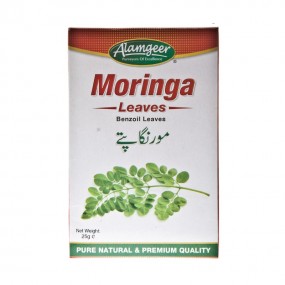 Alamgeer
Moringa
Leaves
Benzoil Leaves
مورنگا پتے
Net Weight
25g ℮
PURE NATURAL & PREMIUM QUALITY